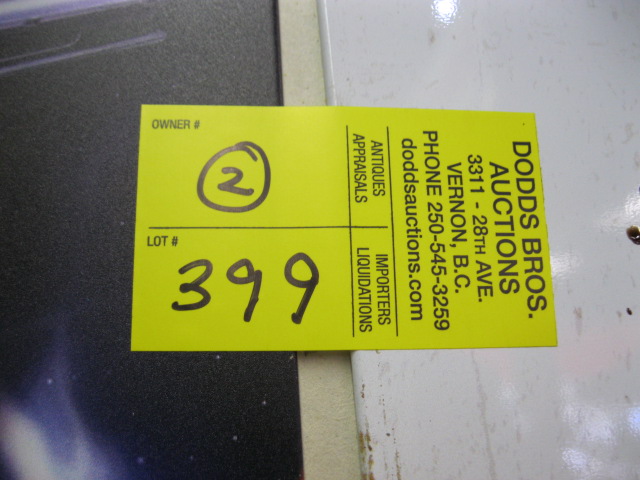 DODDS BROS.
AUCTIONS
3311 - 28TH AVE.
VERNON, B.C.
PHONE 250-545-3259
doddsauctions.com
ANTIQUES
APPRAISALS
IMPORTERS
LIQUIDATIONS
OWNER #
2
LOT #
399